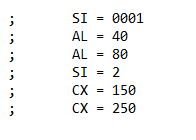 ;       SI = 0001
;       AL = 40
;       AL = 80
;       SI = 2
;       CX = 150
;       CX = 250